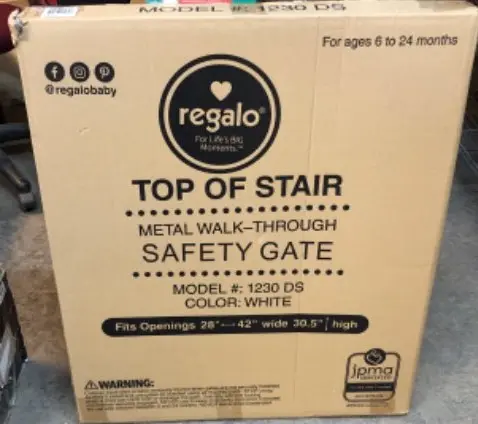 MODEL #: 1230 DS
For ages 6 to 24 months
@regalobaby
regalo®
For Life's BIG
Moments.™
TOP OF STAIR
METAL WALK-THROUGH
SAFETY GATE
MODEL #: 1230 DS
COLOR: WHITE
Fits Openings 28" 42" wide 30.5" high
jpma
WARNING: